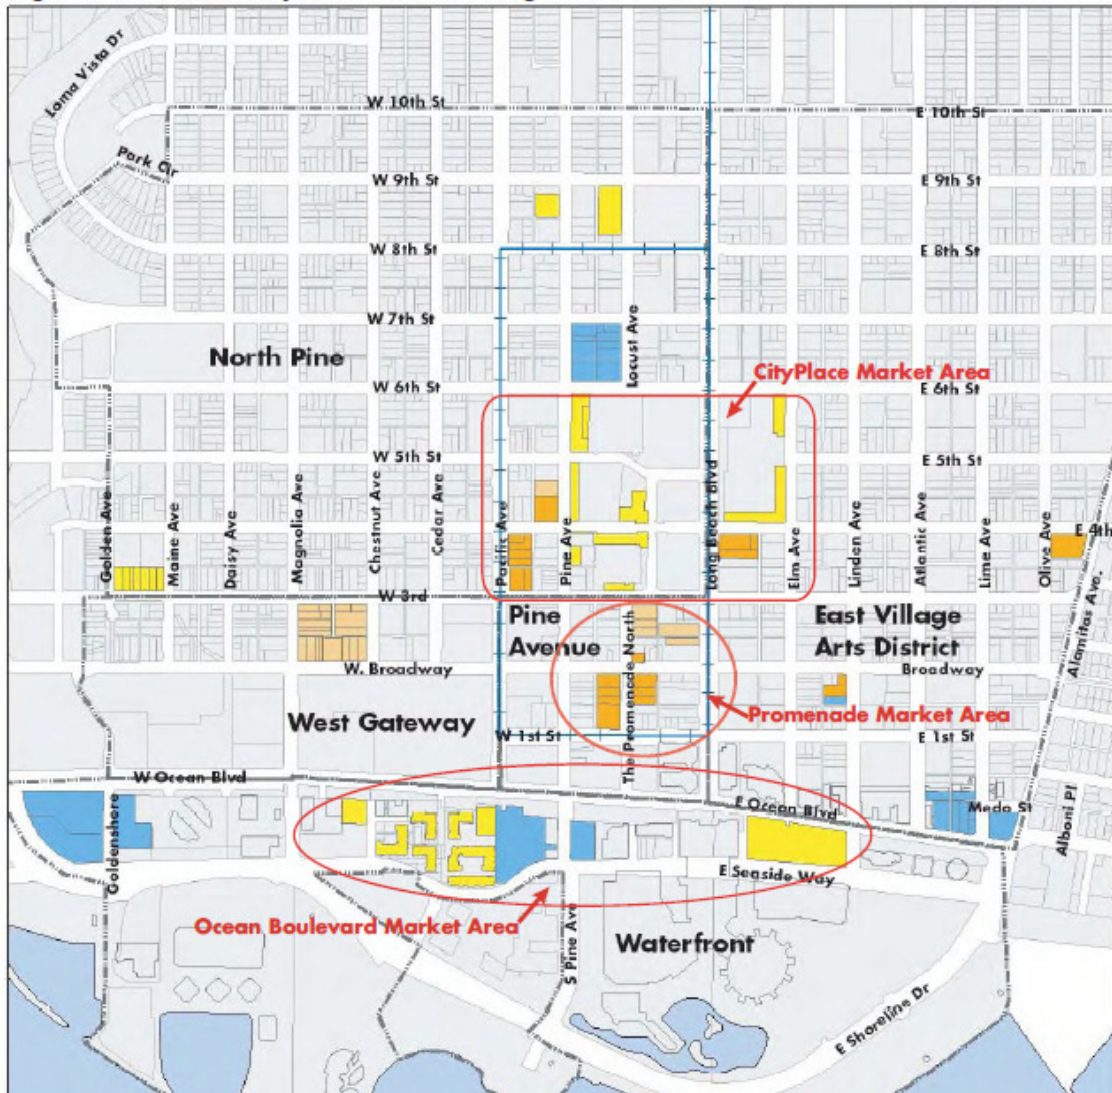 Loma Vista Dr
W 10th St
E 10th St
Park Cir
W 9th St
E 9th St
W 8th St
E 8th St
W 7th St
E 7th St
Locust Ave
North Pine
CityPlace Market Area
W 6th St
E 6th St
W 5th St
E 5th St
Golden Ave
Maine Ave
Daisy Ave
Magnolia Ave
Chestnut Ave
Cedar Ave
Pacific Ave
Pine Ave
Long Beach Blvd
Elm Ave
Linden Ave
Atlantic Ave
Lime Ave
Olive Ave
E 4th
W 3rd
Alamitas Ave.
Pine
Avenue
The Promenade North
East Village
Arts District
W. Broadway
Broadway
West Gateway
Promenade Market Area
W 1st St
E 1st St
W Ocean Blvd
E Ocean Blvd
Medo St
Goldenshore
Alboni Pl
E Seaside Way
Ocean Boulevard Market Area
S Pine Ave
Waterfront
E Shoreline Dr